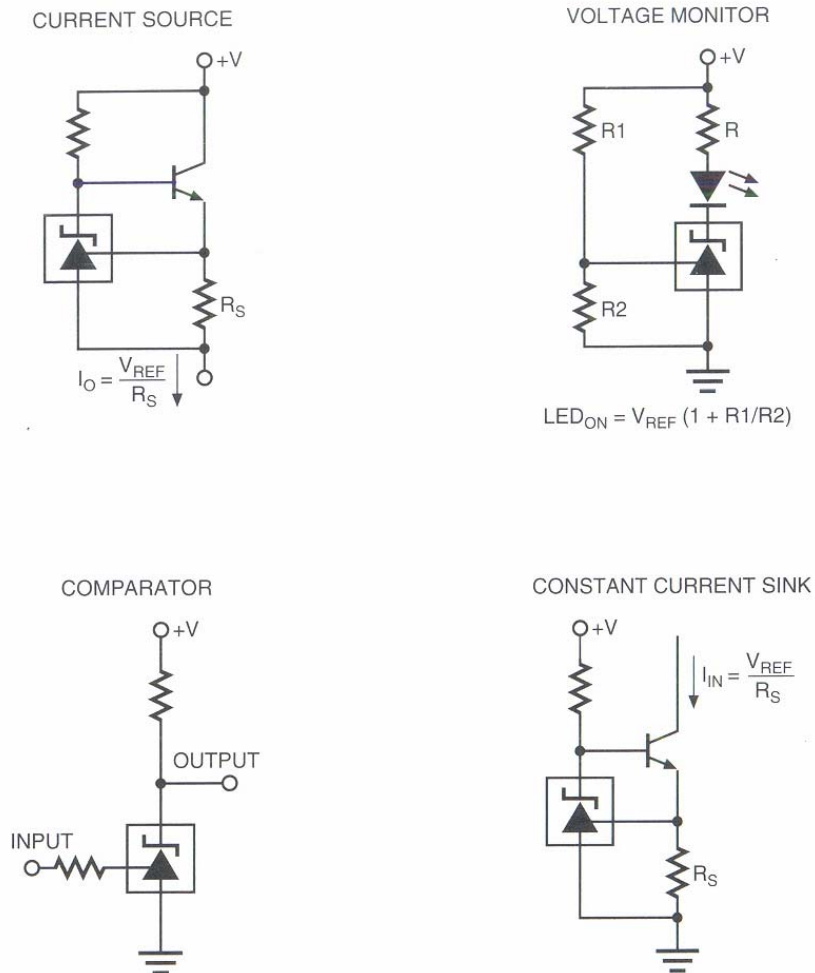 CURRENT SOURCE
+V
R_S
I_O = V_REF / R_S
VOLTAGE MONITOR
+V
R1
R
R2
LED_ON = V_REF (1 + R1/R2)
COMPARATOR
+V
OUTPUT
INPUT
CONSTANT CURRENT SINK
+V
I_IN = V_REF / R_S
R_S